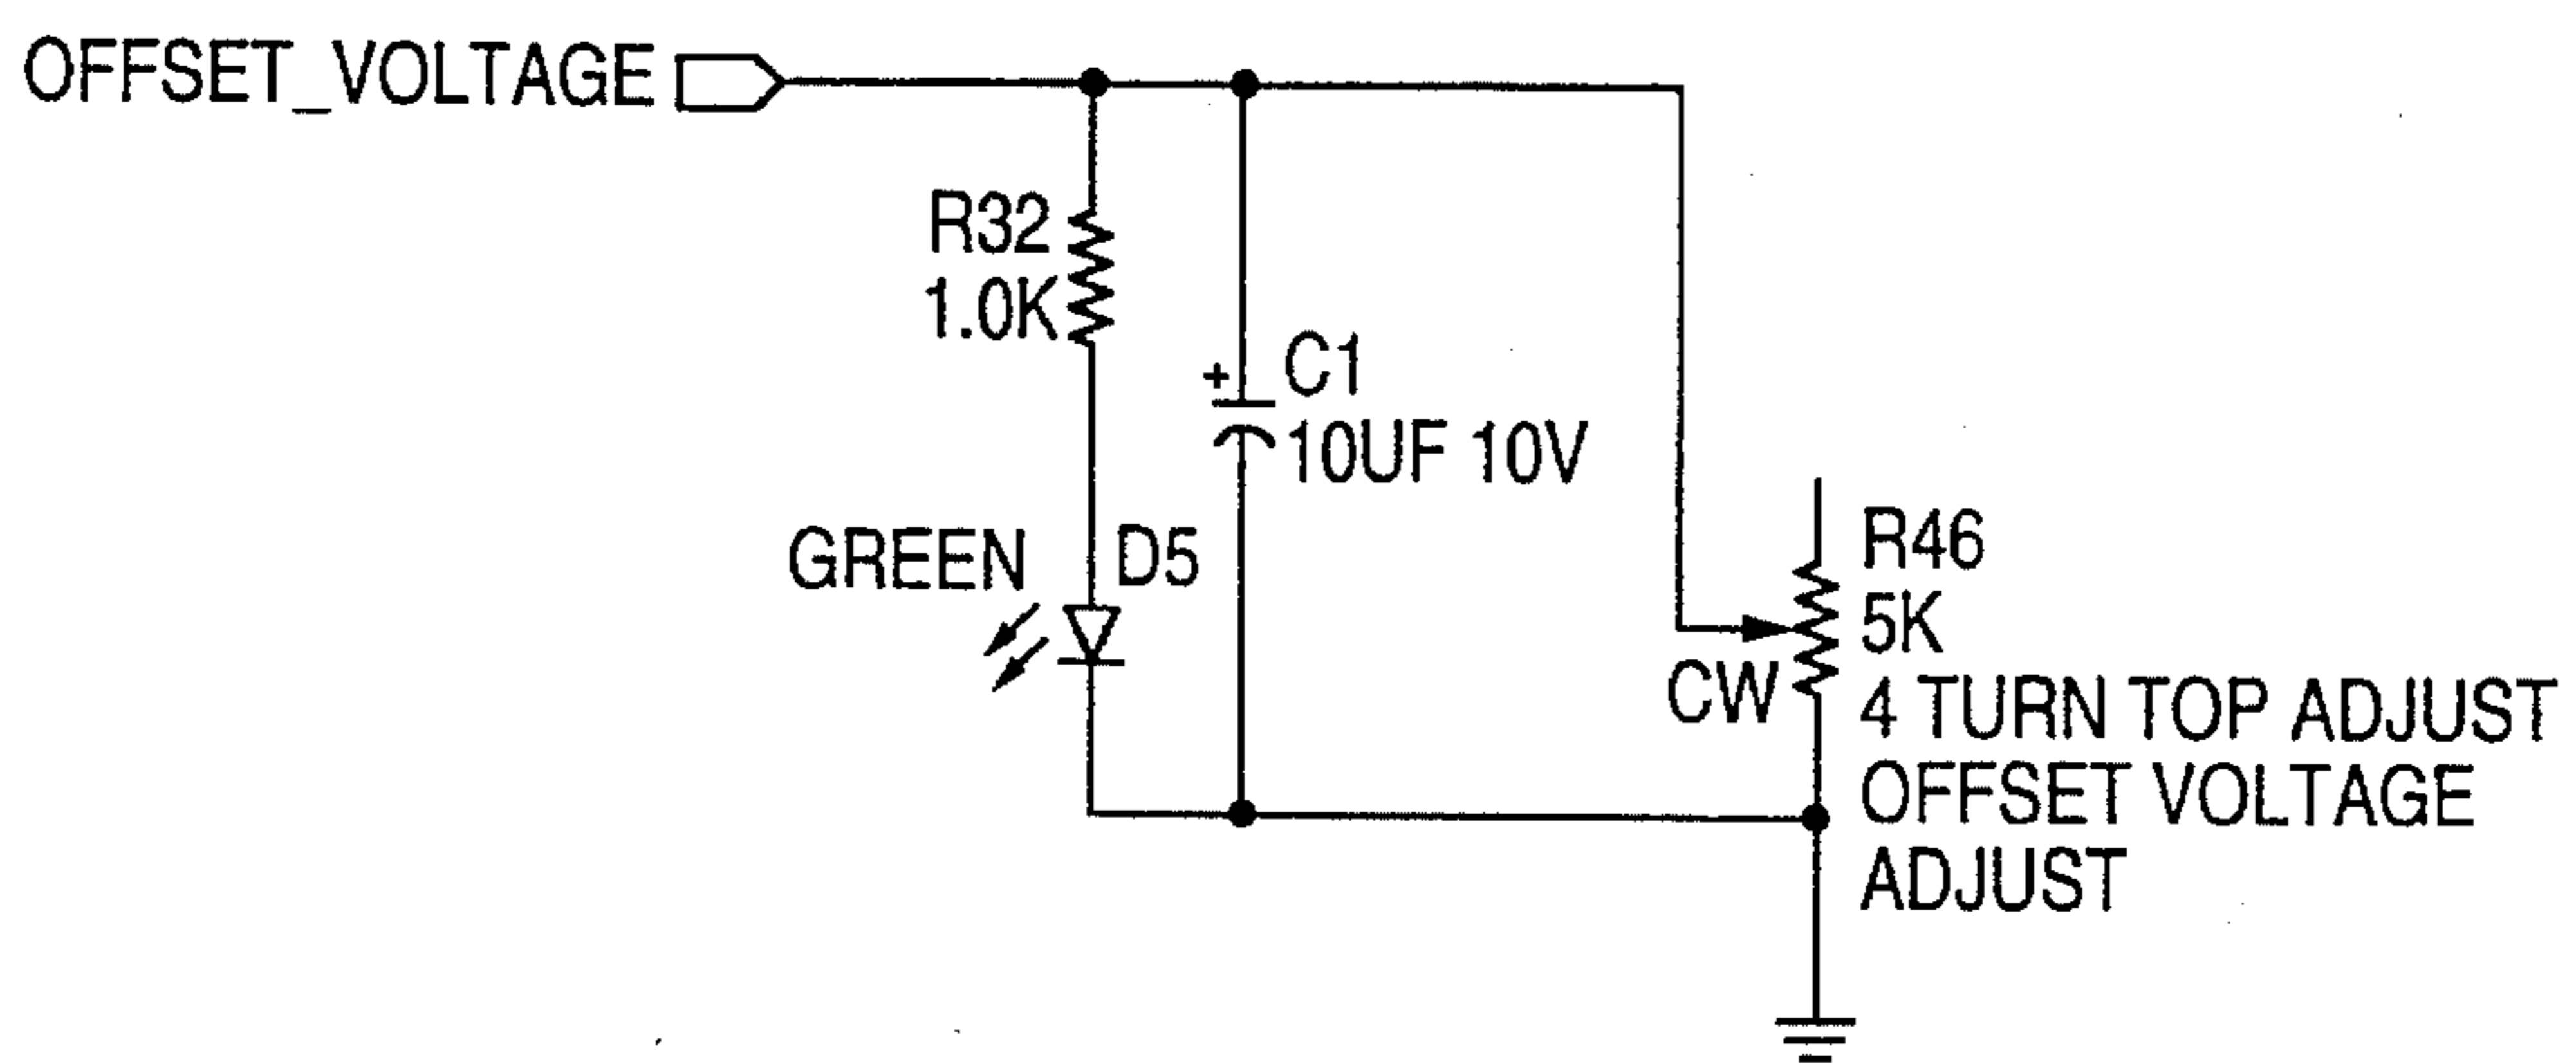 OFFSET_VOLTAGE
R32
1.0K
+ C1
10UF 10V
GREEN D5
R46
5K
CW
4 TURN TOP ADJUST
OFFSET VOLTAGE
ADJUST